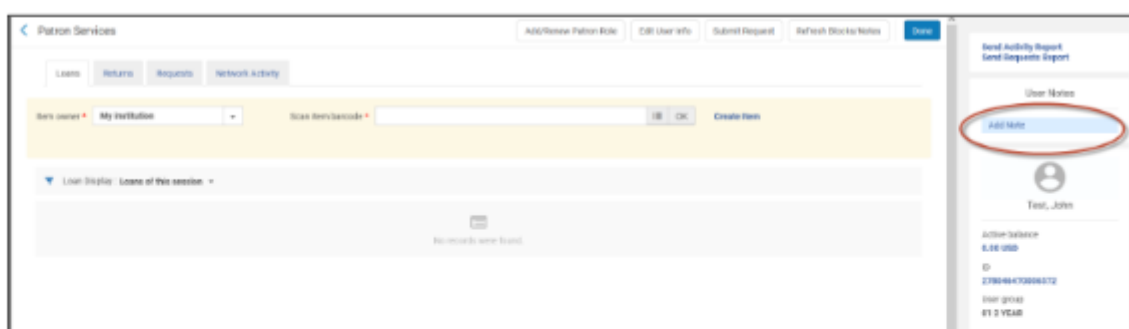 Patron Services
Add/Renew Patron Role
Edit User Info
Submit Request
Refresh Blocks/Notes
Done
Send Activity Report
Send Requests Report
Loans
Returns
Requests
Network Activity
User Notes
Item owner * My Institution
Scan item barcode *
OK
Create Item
Add Note
Loan Display : Loans of this session
Test, John
No records were found.
Active balance
0.00 USD
ID
User group